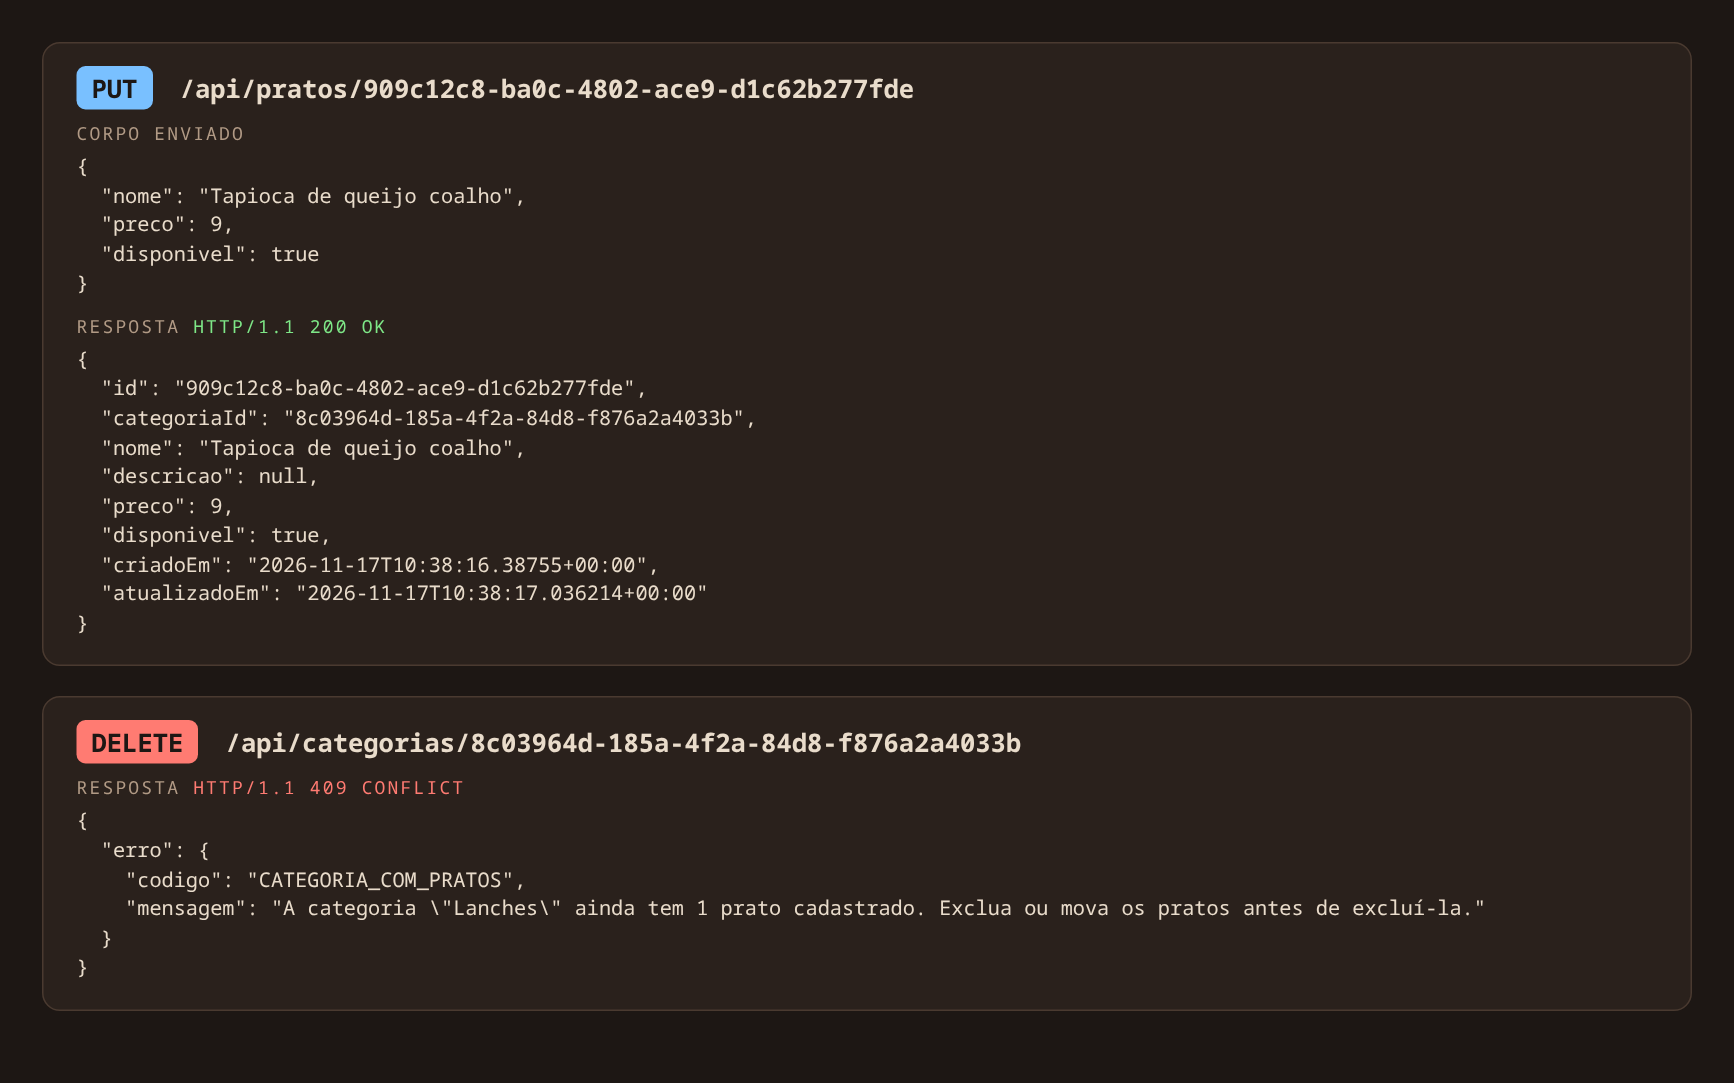 PUT /api/pratos/909c12c8-ba0c-4802-ace9-d1c62b277fde
CORPO ENVIADO
{
  "nome": "Tapioca de queijo coalho",
  "preco": 9,
  "disponivel": true
}
RESPOSTA HTTP/1.1 200 OK
{
  "id": "909c12c8-ba0c-4802-ace9-d1c62b277fde",
  "categoriaId": "8c03964d-185a-4f2a-84d8-f876a2a4033b",
  "nome": "Tapioca de queijo coalho",
  "descricao": null,
  "preco": 9,
  "disponivel": true,
  "criadoEm": "2026-11-17T10:38:16.38755+00:00",
  "atualizadoEm": "2026-11-17T10:38:17.036214+00:00"
}
DELETE /api/categorias/8c03964d-185a-4f2a-84d8-f876a2a4033b
RESPOSTA HTTP/1.1 409 CONFLICT
{
  "erro": {
    "codigo": "CATEGORIA_COM_PRATOS",
    "mensagem": "A categoria \"Lanches\" ainda tem 1 prato cadastrado. Exclua ou mova os pratos antes de excluí-la."
  }
}